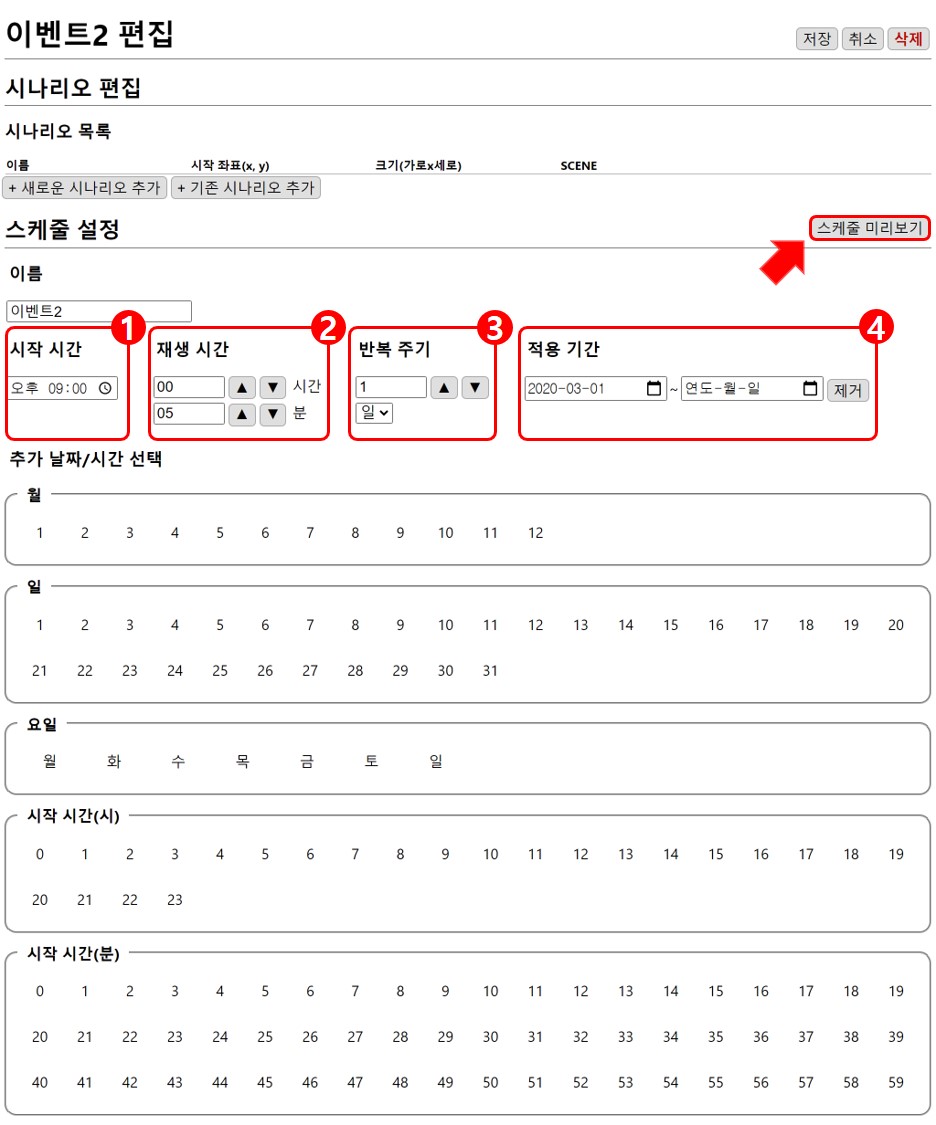 이벤트2 편집
저장 취소 삭제
시나리오 편집
시나리오 목록
이름 시작 좌표(x, y) 크기(가로x세로) SCENE
+ 새로운 시나리오 추가 + 기존 시나리오 추가
스케줄 설정 스케줄 미리보기
이름
이벤트2
1 2 3 4
시작 시간 재생 시간 반복 주기 적용 기간
오후 09:00 00 ▲ ▼ 시간 1 ▲ ▼ 2020-03-01 ~ 연도-월-일 제거
05 ▲ ▼ 분 일
추가 날짜/시간 선택
월
1 2 3 4 5 6 7 8 9 10 11 12
일
1 2 3 4 5 6 7 8 9 10 11 12 13 14 15 16 17 18 19 20
21 22 23 24 25 26 27 28 29 30 31
요일
월 화 수 목 금 토 일
시작 시간(시)
0 1 2 3 4 5 6 7 8 9 10 11 12 13 14 15 16 17 18 19
20 21 22 23
시작 시간(분)
0 1 2 3 4 5 6 7 8 9 10 11 12 13 14 15 16 17 18 19
20 21 22 23 24 25 26 27 28 29 30 31 32 33 34 35 36 37 38 39
40 41 42 43 44 45 46 47 48 49 50 51 52 53 54 55 56 57 58 59